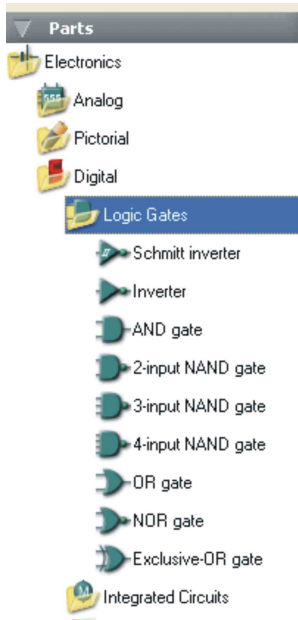 Parts
Electronics
Analog
Pictorial
Digital
Logic Gates
Schmitt inverter
Inverter
AND gate
2-input NAND gate
3-input NAND gate
4-input NAND gate
OR gate
NOR gate
Exclusive-OR gate
Integrated Circuits